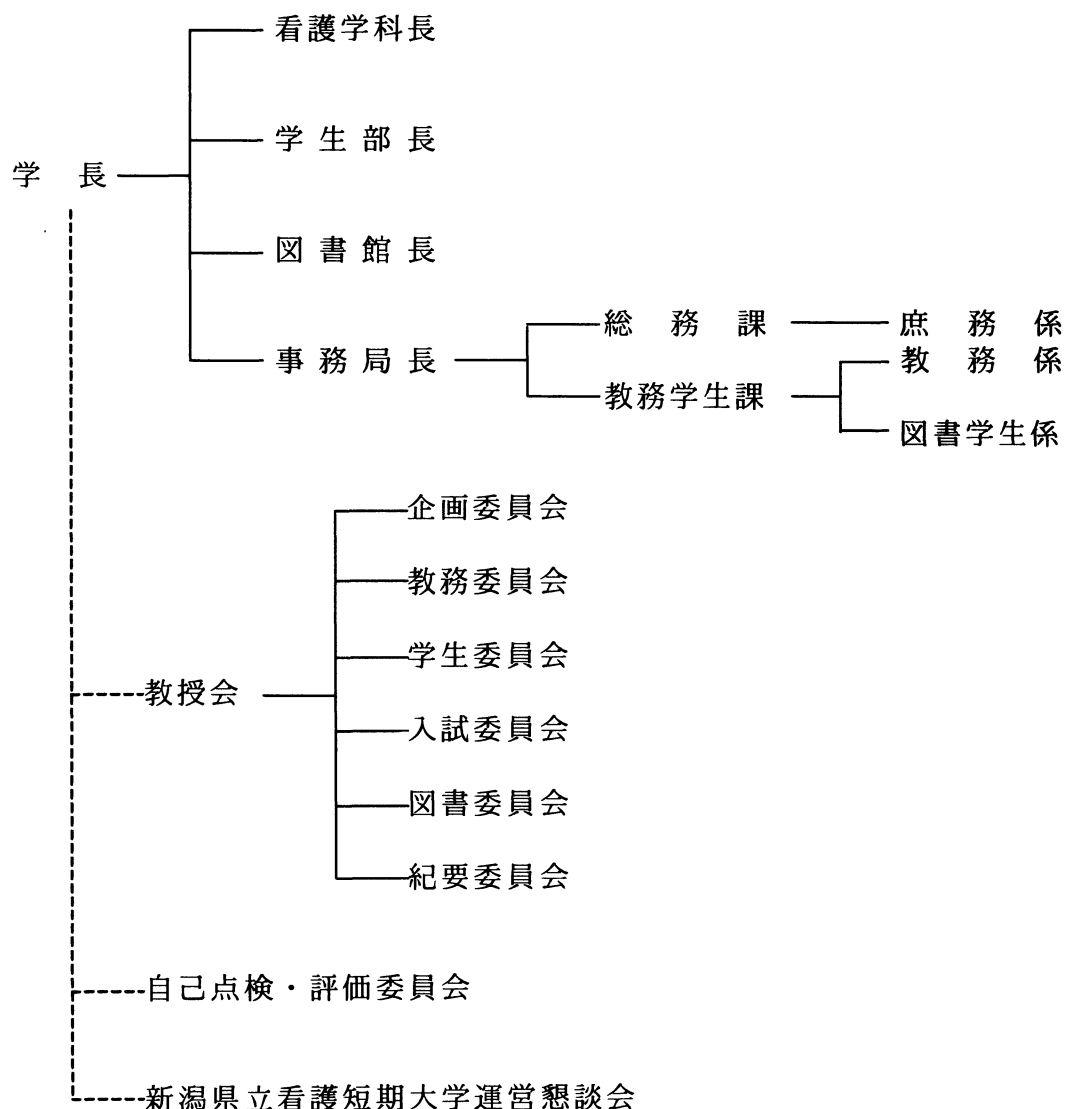 看護学科長
学生部長
学長
図書館長
総務課 庶務係
事務局長 教務係
教務学生課
図書学生係
企画委員会
教務委員会
学生委員会
教授会
入試委員会
図書委員会
紀要委員会
自己点検・評価委員会
新潟県立看護短期大学運営懇談会